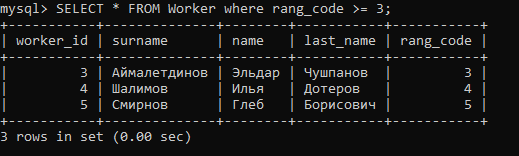 mysql> SELECT * FROM Worker where rang_code >= 3;
+-----------+-------------+--------+-----------+-----------+
| worker_id | surname | name | last_name | rang_code |
+-----------+-------------+--------+-----------+-----------+
| 3 | Аймалетдинов | Эльдар | Чушпанов | 3 |
| 4 | Шалимов | Илья | Дотеров | 4 |
| 5 | Смирнов | Глеб | Борисович | 5 |
+-----------+-------------+--------+-----------+-----------+
3 rows in set (0.00 sec)